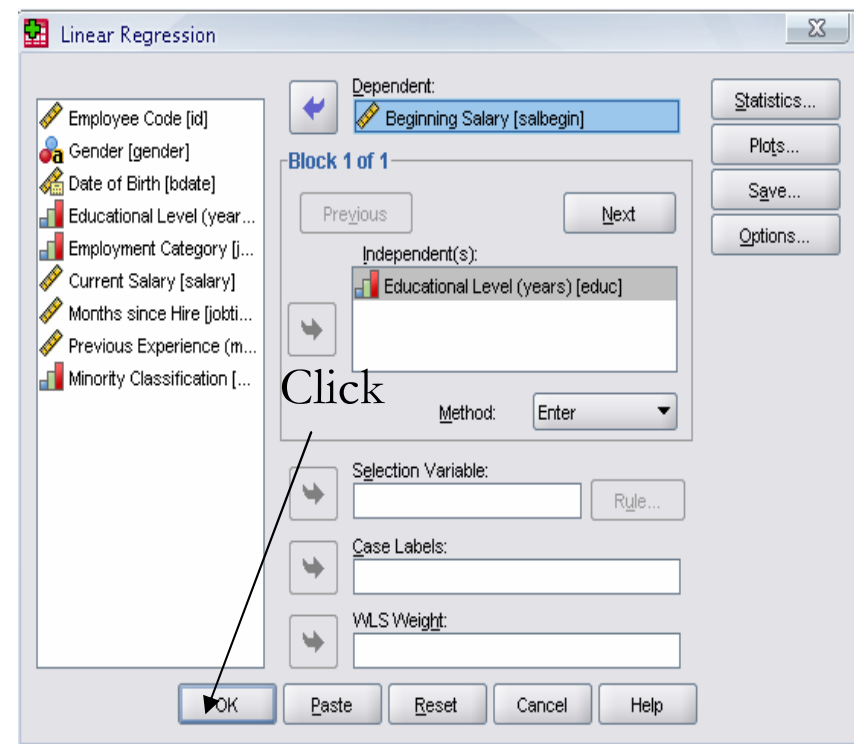 Linear Regression
Employee Code [id]
Gender [gender]
Date of Birth [bdate]
Educational Level (year...
Employment Category [j...
Current Salary [salary]
Months since Hire [jobti...
Previous Experience (m...
Minority Classification [...
Dependent:
Beginning Salary [salbegin]
Block 1 of 1
Previous
Next
Independent(s):
Educational Level (years) [educ]
Click
Method:
Enter
Selection Variable:
Rule...
Case Labels:
WLS Weight:
Statistics...
Plots...
Save...
Options...
OK
Paste
Reset
Cancel
Help